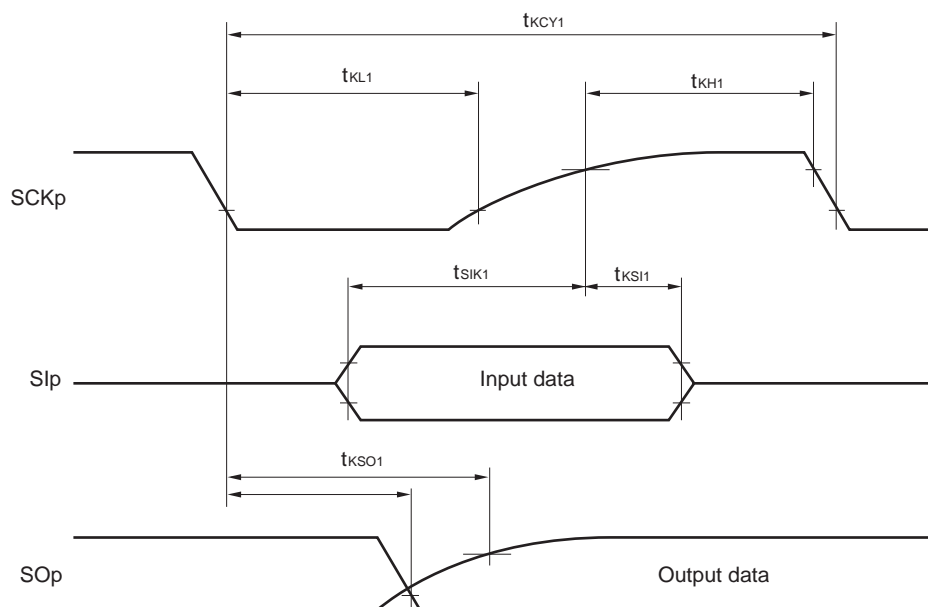 tKCY1
tKL1
tKH1
SCKp
tSIK1
tKSI1
SIp
Input data
tKSO1
SOp
Output data